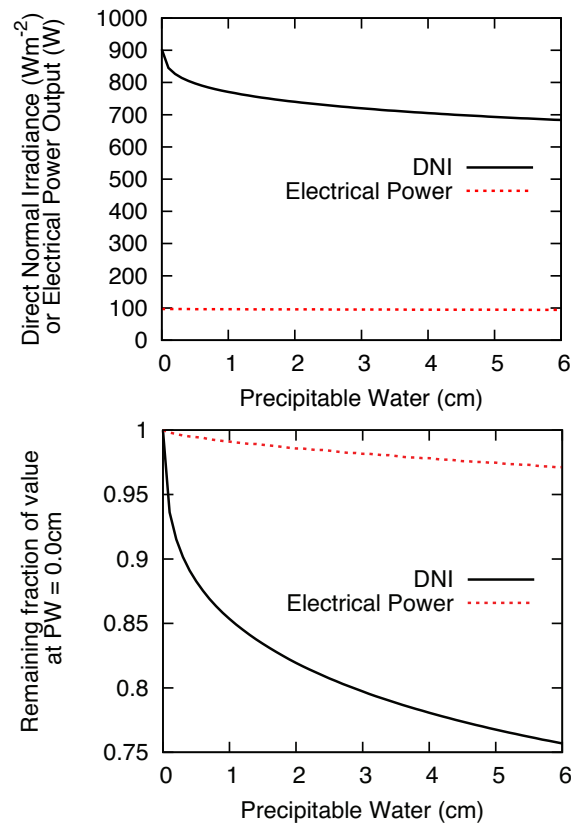 Direct Normal Irradiance (Wm-2)
or Electrical Power Output (W)
1000
900
800
700
600
500
400
300
200
100
0
DNI
Electrical Power
0 1 2 3 4 5 6
Precipitable Water (cm)
Remaining fraction of value
at PW = 0.0cm
1
0.95
0.9
0.85
0.8
0.75
DNI
Electrical Power
0 1 2 3 4 5 6
Precipitable Water (cm)